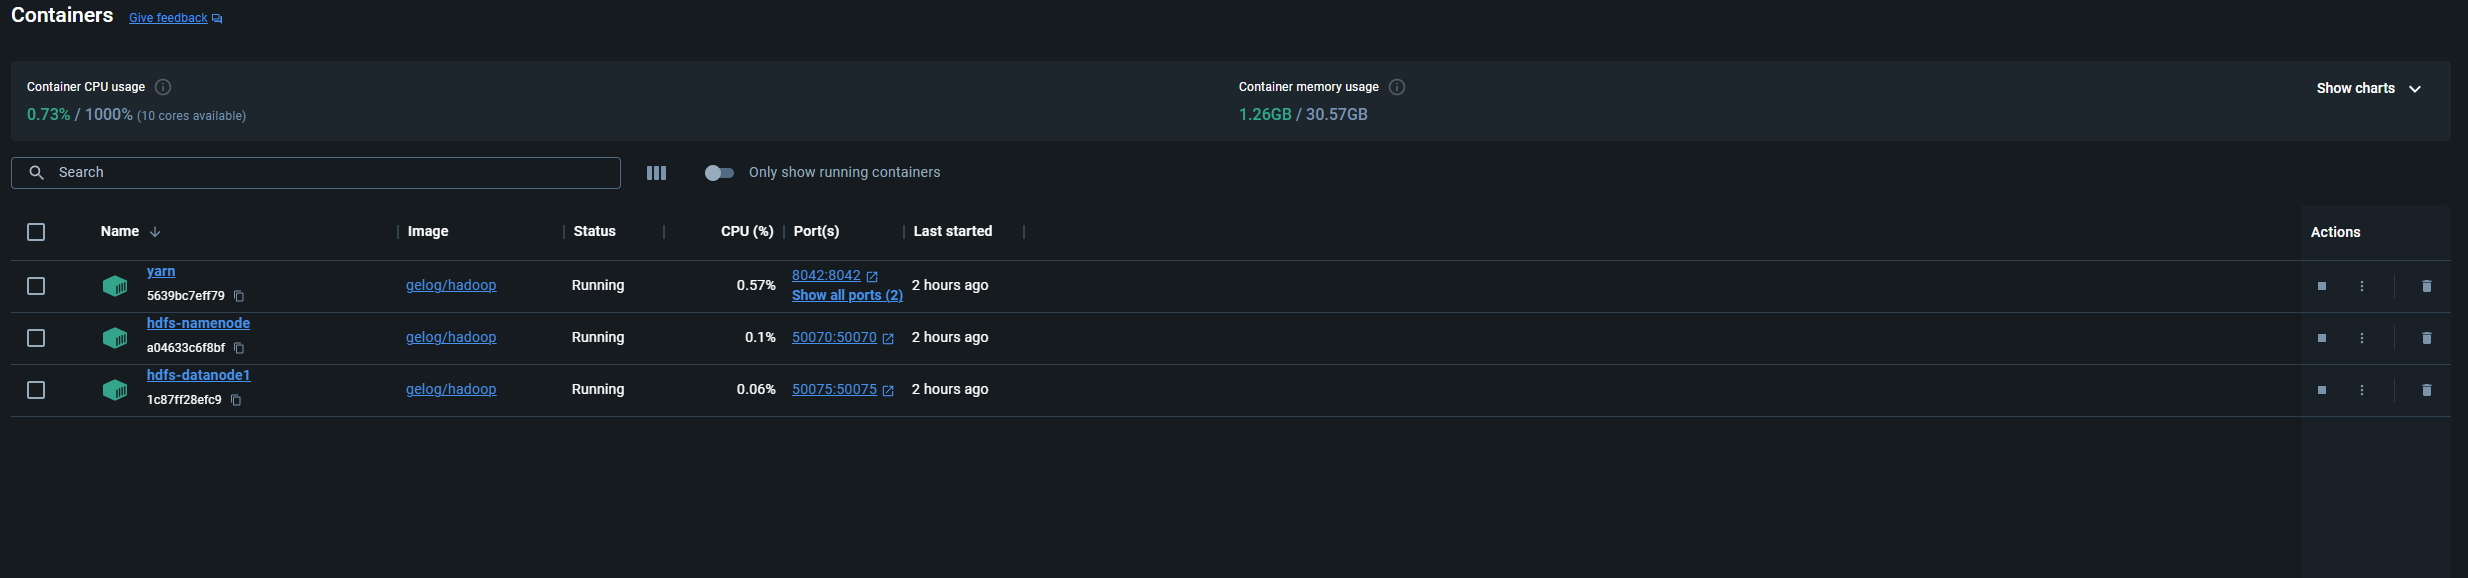 Containers Give feedback
Container CPU usage
0.73% / 1000% (10 cores available)
Container memory usage
1.26GB / 30.57GB
Show charts
Search
Only show running containers
Name Image Status CPU (%) Port(s) Last started Actions
yarn
5639bc7eff79
gelog/hadoop Running 0.57% 8042:8042
Show all ports (2)
2 hours ago
hdfs-namenode
a04633c6f8bf
gelog/hadoop Running 0.1% 50070:50070 2 hours ago
hdfs-datanode1
1c87ff28efc9
gelog/hadoop Running 0.06% 50075:50075 2 hours ago